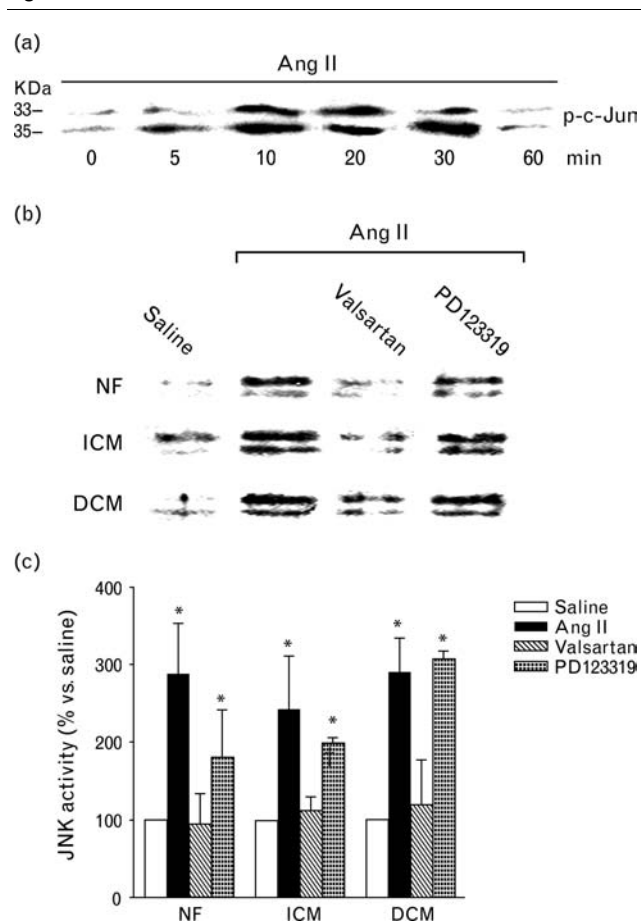 (a)
Ang II
KDa
33–
35–
p-c-Jun
0 5 10 20 30 60 min
(b)
Ang II
Saline Valsartan PD123319
NF
ICM
DCM
(c)
400
300
200
100
0
JNK activity (% vs. saline)
* * * * * *
NF ICM DCM
Saline
Ang II
Valsartan
PD123319